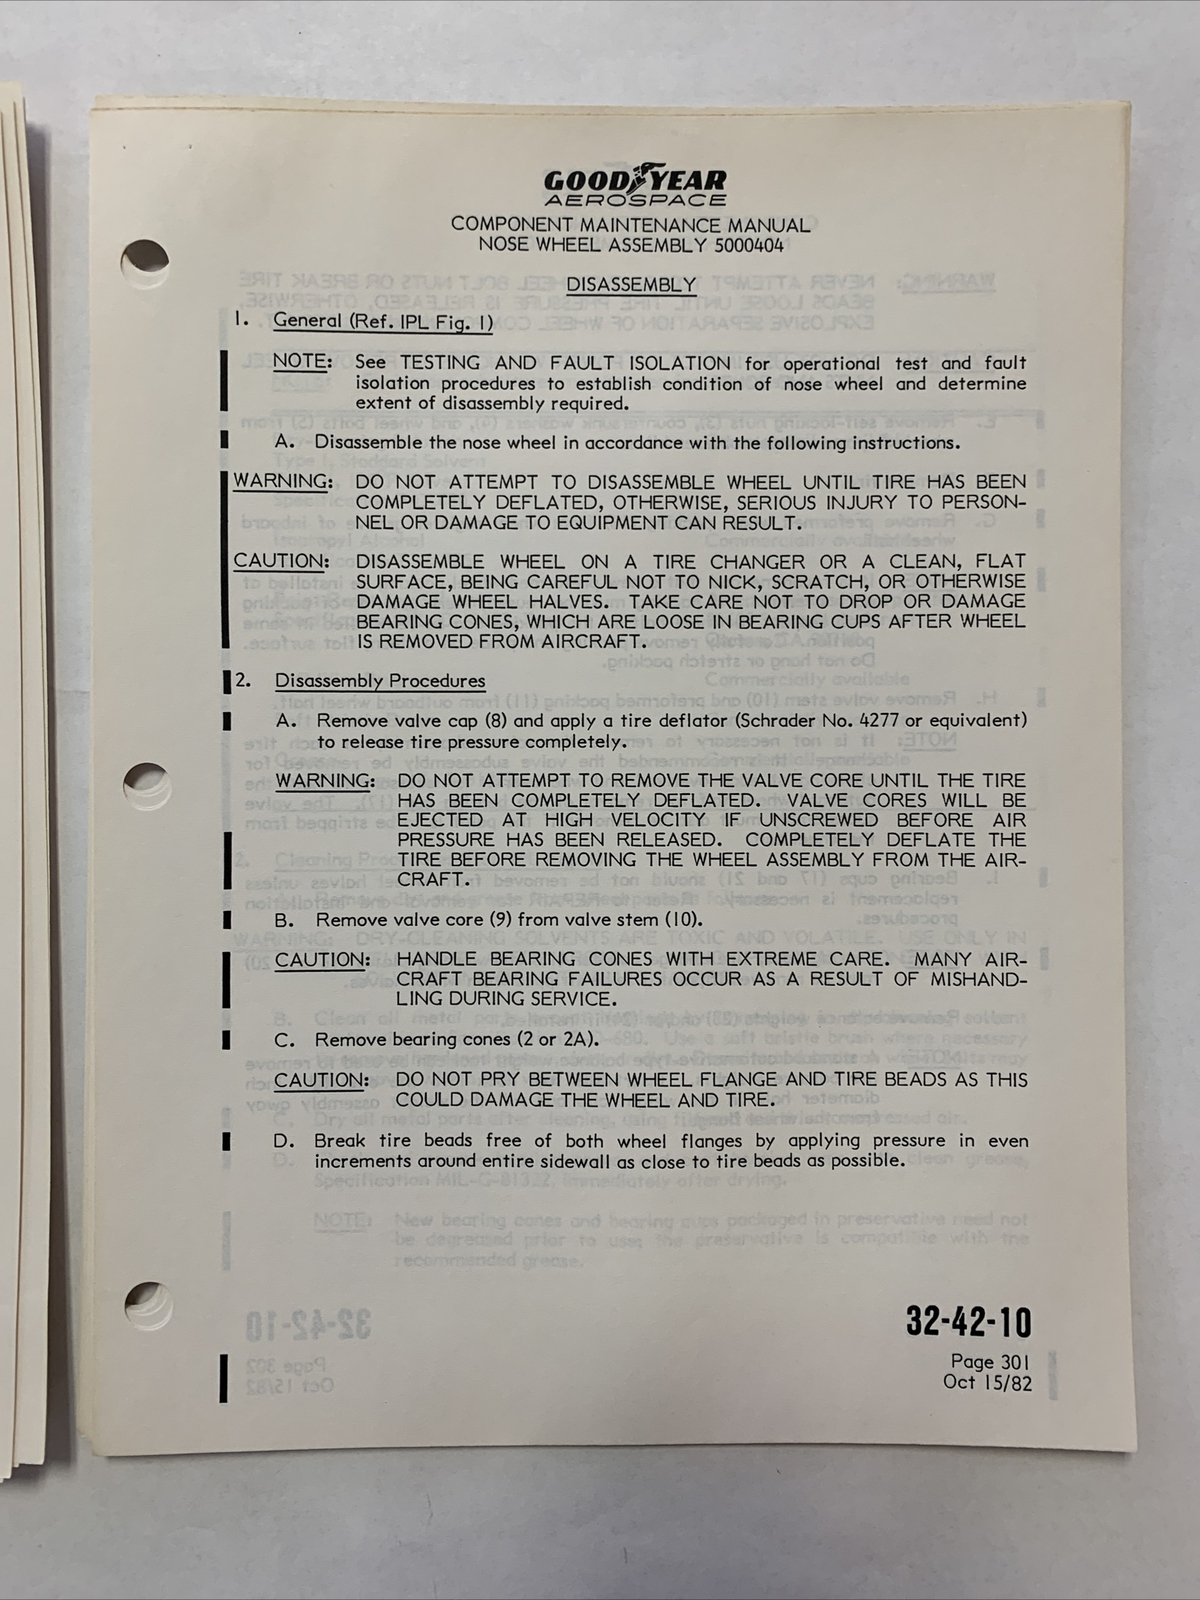 GOOD YEAR
AEROSPACE
COMPONENT MAINTENANCE MANUAL
NOSE WHEEL ASSEMBLY 5000404
DISASSEMBLY
1. General (Ref. IPL Fig. 1)
NOTE: See TESTING AND FAULT ISOLATION for operational test and fault
isolation procedures to establish condition of nose wheel and determine
extent of disassembly required.
A. Disassemble the nose wheel in accordance with the following instructions.
WARNING: DO NOT ATTEMPT TO DISASSEMBLE WHEEL UNTIL TIRE HAS BEEN
COMPLETELY DEFLATED, OTHERWISE, SERIOUS INJURY TO PERSON-
NEL OR DAMAGE TO EQUIPMENT CAN RESULT.
CAUTION: DISASSEMBLE WHEEL ON A TIRE CHANGER OR A CLEAN, FLAT
SURFACE, BEING CAREFUL NOT TO NICK, SCRATCH, OR OTHERWISE
DAMAGE WHEEL HALVES. TAKE CARE NOT TO DROP OR DAMAGE
BEARING CONES, WHICH ARE LOOSE IN BEARING CUPS AFTER WHEEL
IS REMOVED FROM AIRCRAFT.
2. Disassembly Procedures
A. Remove valve cap (8) and apply a tire deflator (Schrader No. 4277 or equivalent)
to release tire pressure completely.
WARNING: DO NOT ATTEMPT TO REMOVE THE VALVE CORE UNTIL THE TIRE
HAS BEEN COMPLETELY DEFLATED. VALVE CORES WILL BE
EJECTED AT HIGH VELOCITY IF UNSCREWED BEFORE AIR
PRESSURE HAS BEEN RELEASED. COMPLETELY DEFLATE THE
TIRE BEFORE REMOVING THE WHEEL ASSEMBLY FROM THE AIR-
CRAFT.
B. Remove valve core (9) from valve stem (10).
CAUTION: HANDLE BEARING CONES WITH EXTREME CARE. MANY AIR-
CRAFT BEARING FAILURES OCCUR AS A RESULT OF MISHAND-
LING DURING SERVICE.
C. Remove bearing cones (2 or 2A).
CAUTION: DO NOT PRY BETWEEN WHEEL FLANGE AND TIRE BEADS AS THIS
COULD DAMAGE THE WHEEL AND TIRE.
D. Break tire beads free of both wheel flanges by applying pressure in even
increments around entire sidewall as close to tire beads as possible.
32-42-10
Page 301
Oct 15/82